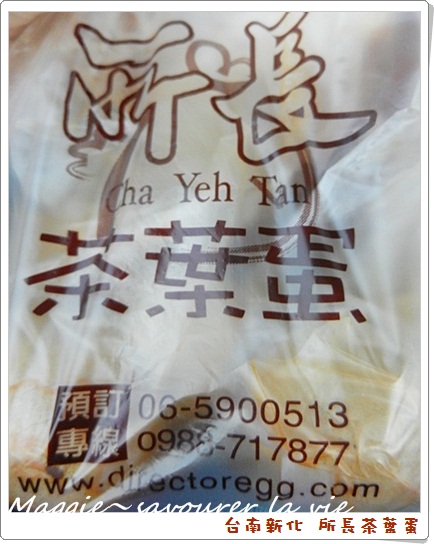 所長
Cha Yeh Tan
茶葉蛋
預訂專線 06-5900513
0988-717877
www.directoregg.com
Maggie~savourer la vie
台南新化 所長茶葉蛋